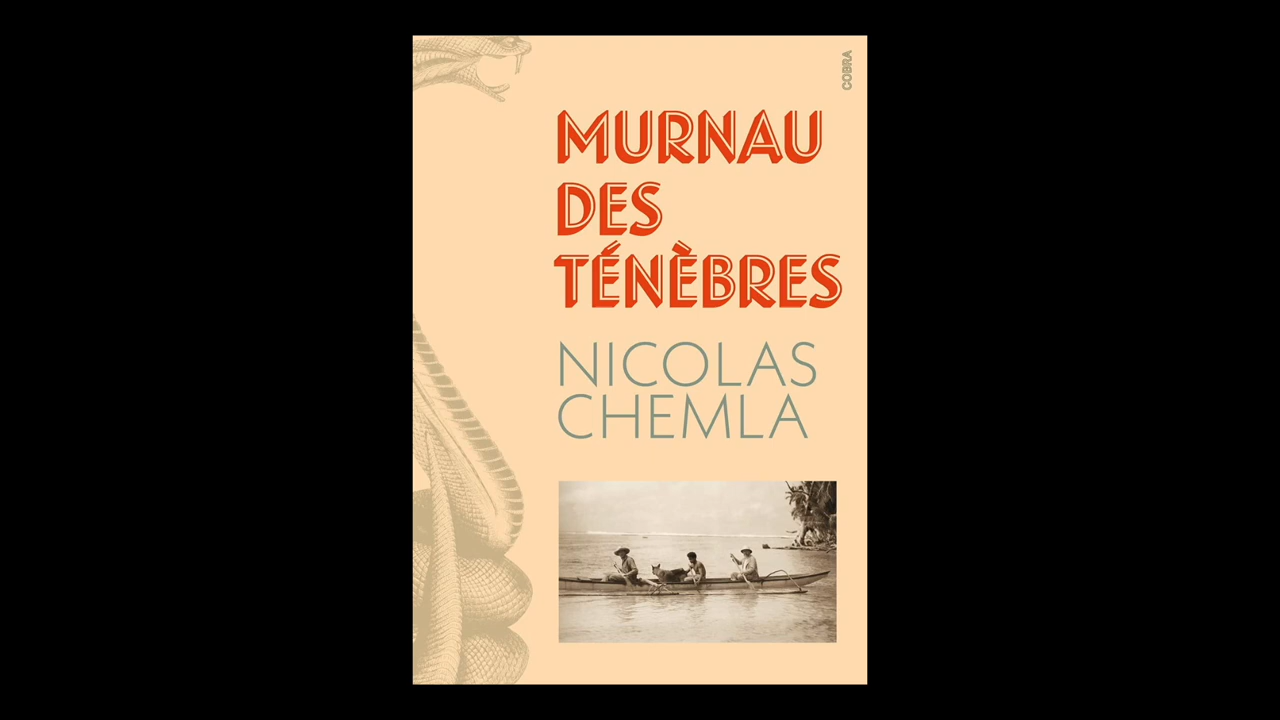 COBRA
MURNAU
DES
TÉNÈBRES
NICOLAS
CHEMLA